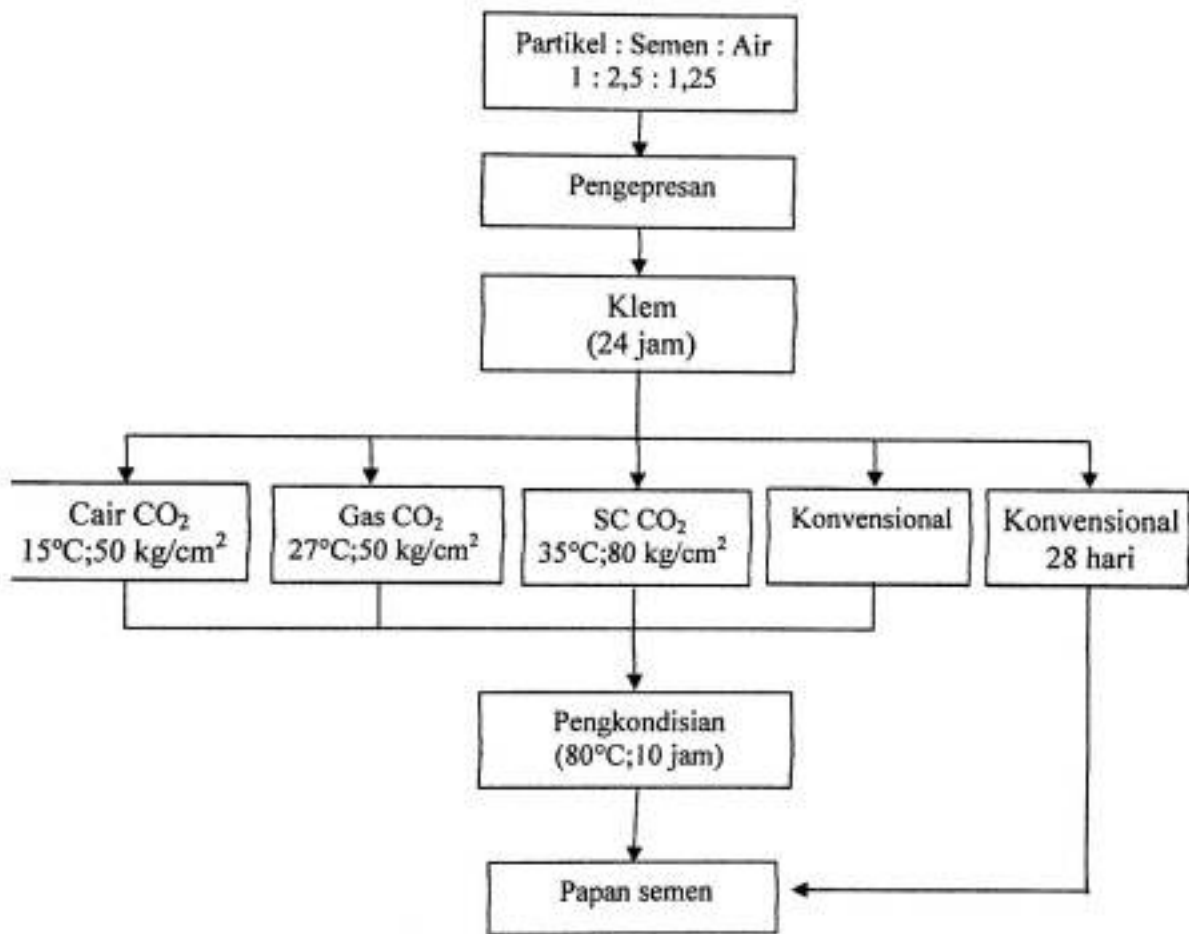 Partikel : Semen : Air
1 : 2,5 : 1,25
Pengepresan
Klem
(24 jam)
Cair CO₂
15°C;50 kg/cm²
Gas CO₂
27°C;50 kg/cm²
SC CO₂
35°C;80 kg/cm²
Konvensional
Konvensional
28 hari
Pengkondisian
(80°C;10 jam)
Papan semen